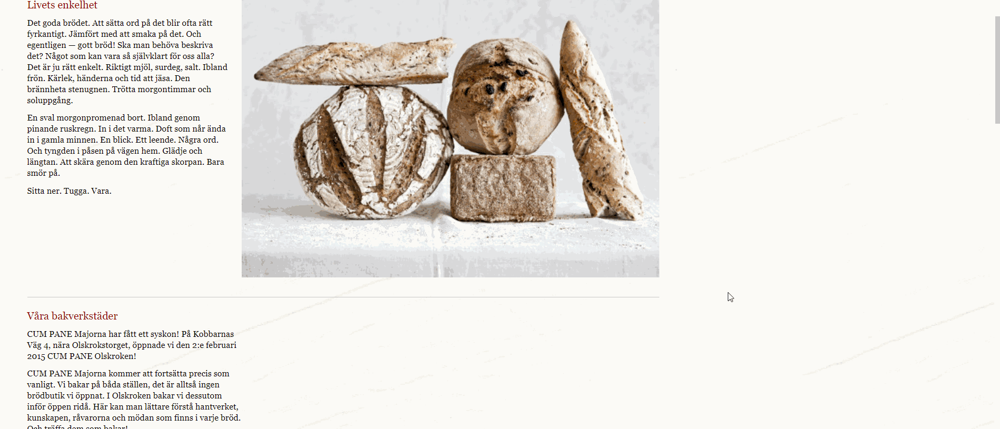 Livets enkelhet
Det goda brödet. Att sätta ord på det blir ofta rätt
fyrkantigt. Jämfört med att smaka på det. Och
egentligen — gott bröd! Ska man behöva beskriva
det? Något som kan vara så självklart för oss alla?
Det är ju rätt enkelt. Riktigt mjöl, surdeg, salt. Ibland
frön. Kärlek, händerna och tid att jäsa. Den
brännheta stenugnen. Trötta morgontimmar och
soluppgång.
En sval morgonpromenad bort. Ibland genom
pinande ruskregn. In i det varma. Doft som når ända
in i gamla minnen. En blick. Ett leende. Några ord.
Och tyngden i påsen på vägen hem. Glädje och
längtan. Att skära genom den kraftiga skorpan. Bara
smör på.
Sitta ner. Tugga. Vara.
Våra bakverkstäder
CUM PANE Majorna har fått ett syskon! På Kobbarnas
Väg 4, nära Olskrokstorget, öppnade vi den 2:e februari
2015 CUM PANE Olskroken!
CUM PANE Majorna kommer att fortsätta precis som
vanligt. Vi bakar på båda ställen, det är alltså ingen
brödbutik vi öppnat. I Olskroken bakar vi dessutom
inför öppen ridå. Här kan man lättare förstå hantverket,
kunskapen, råvarorna och mödan som finns i varje bröd.
Och träffa dem som bakar!